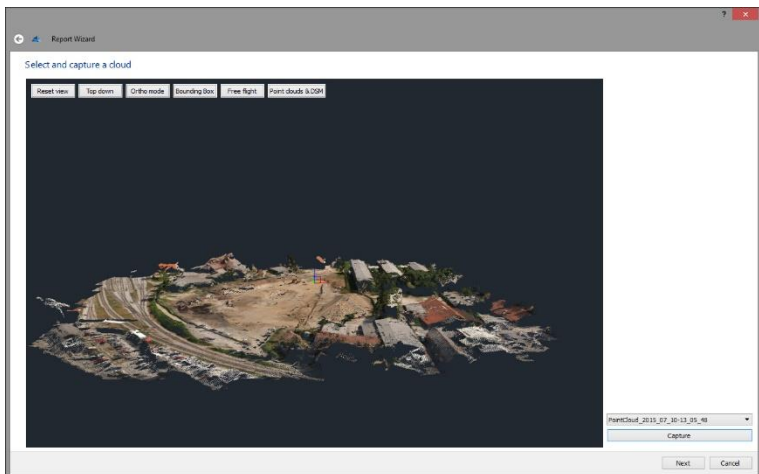 ?
Report Wizard
Select and capture a cloud
Reset view Top down Ortho mode Bounding Box Free flight Point clouds & DSM
PointCloud_2015_07_10-13_05_48
Capture
Next Cancel